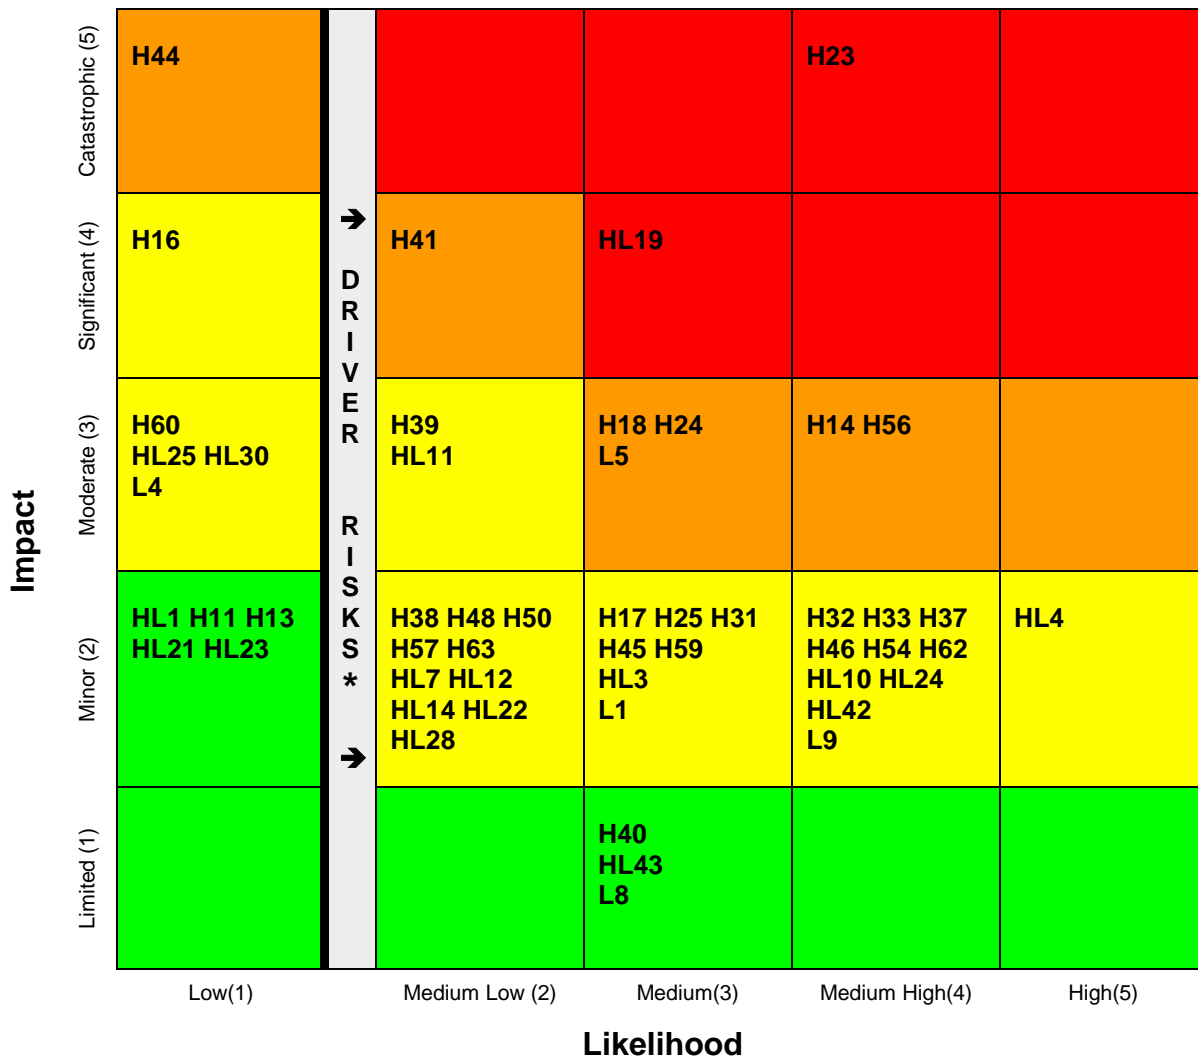 Impact
Catastrophic (5)
H44
H23
Significant (4)
H16
H41
HL19
Moderate (3)
H60
HL25 HL30
L4
H39
HL11
H18 H24
L5
H14 H56
Minor (2)
HL1 H11 H13
HL21 HL23
H38 H48 H50
H57 H63
HL7 HL12
HL14 HL22
HL28
H17 H25 H31
H45 H59
HL3
L1
H32 H33 H37
H46 H54 H62
HL10 HL24
HL42
L9
HL4
Limited (1)
H40
HL43
L8
➔ DRIVER RISKS* ➔
Low(1)
Medium Low (2)
Medium(3)
Medium High(4)
High(5)
Likelihood